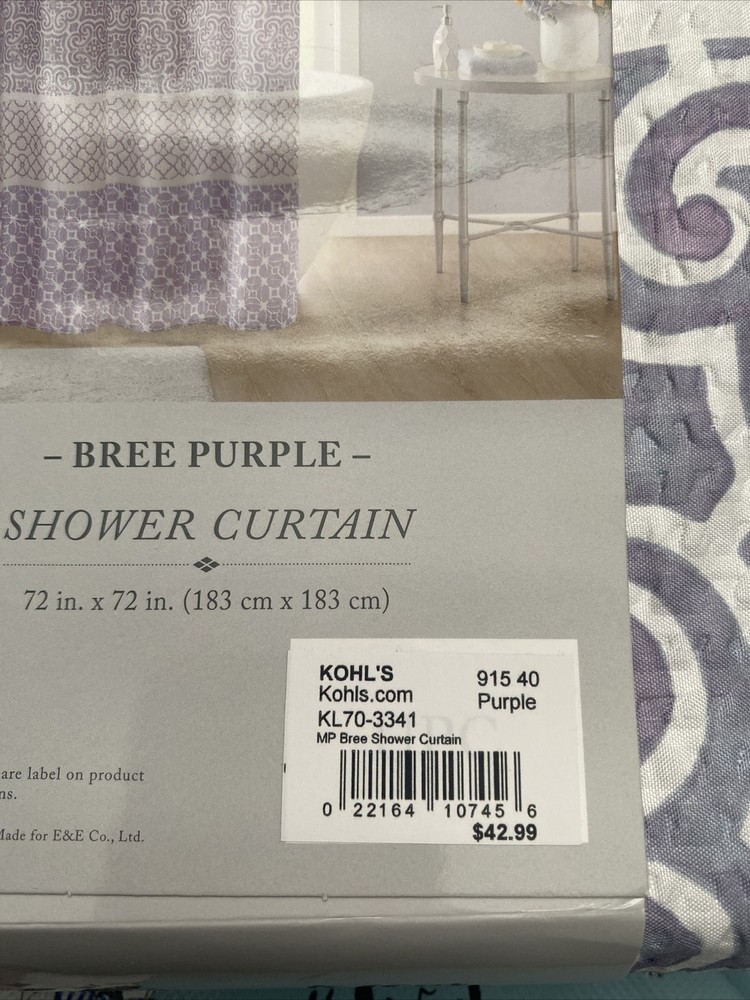 – BREE PURPLE –
SHOWER CURTAIN
72 in. x 72 in. (183 cm x 183 cm)
KOHL'S
915 40
Kohls.com
Purple
KL70-3341
MP Bree Shower Curtain
0 22164 10745 6
$42.99
are label on product
ns.
Made for E&E Co., Ltd.